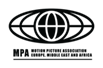 MPA MOTION PICTURE ASSOCIATION
EUROPE, MIDDLE EAST AND AFRICA